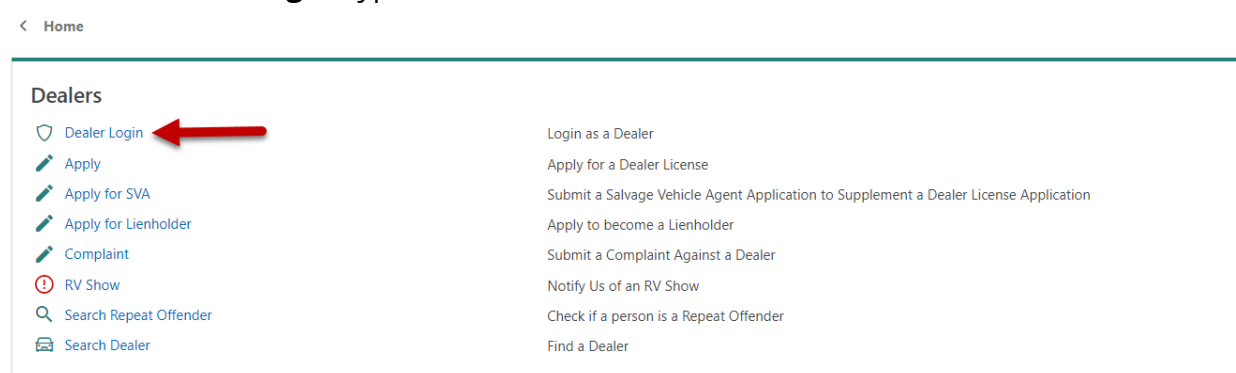 < Home
Dealers
Dealer Login Login as a Dealer
Apply Apply for a Dealer License
Apply for SVA Submit a Salvage Vehicle Agent Application to Supplement a Dealer License Application
Apply for Lienholder Apply to become a Lienholder
Complaint Submit a Complaint Against a Dealer
RV Show Notify Us of an RV Show
Search Repeat Offender Check if a person is a Repeat Offender
Search Dealer Find a Dealer